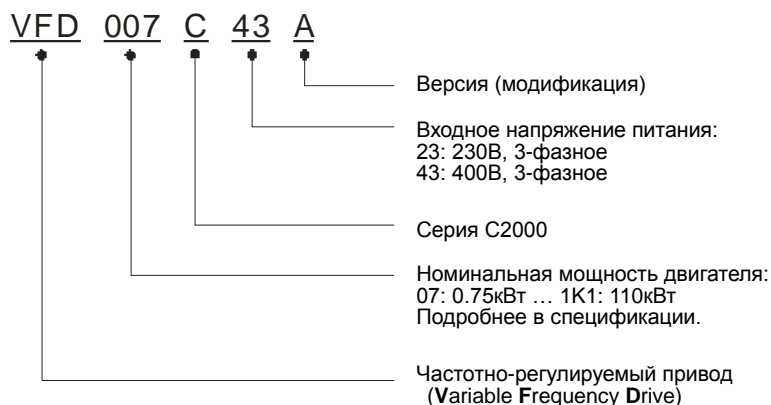 VFD 007 C 43 A
Версия (модификация)
Входное напряжение питания:
23: 230В, 3-фазное
43: 400В, 3-фазное
Серия C2000
Номинальная мощность двигателя:
07: 0.75кВт … 1K1: 110кВт
Подробнее в спецификации.
Частотно-регулируемый привод
(Variable Frequency Drive)